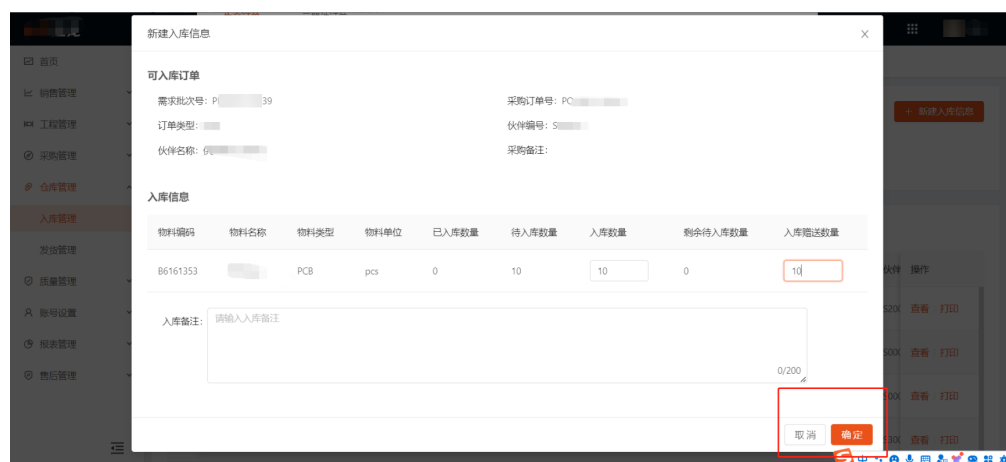 新建入库信息
首页
可入库订单
销售管理
需求批次号: P 39
采购订单号: PO
+ 新建入库信息
工程管理
订单类型:
伙伴编号: S
采购管理
伙伴名称:
采购备注:
仓库管理
入库信息
入库管理
物料编码 物料名称 物料类型 物料单位 已入库数量 待入库数量 入库数量 剩余待入库数量 入库赠送数量
发货管理
B6161353 PCB pcs 0 10 10 0 10
伙伴 操作
质量管理
账号设置
入库备注: 请输入入库备注
S200 查看 打印
报表管理
S000 查看 打印
售后管理
0/200
查看 打印
取消 确定
S300 查看 打印
中